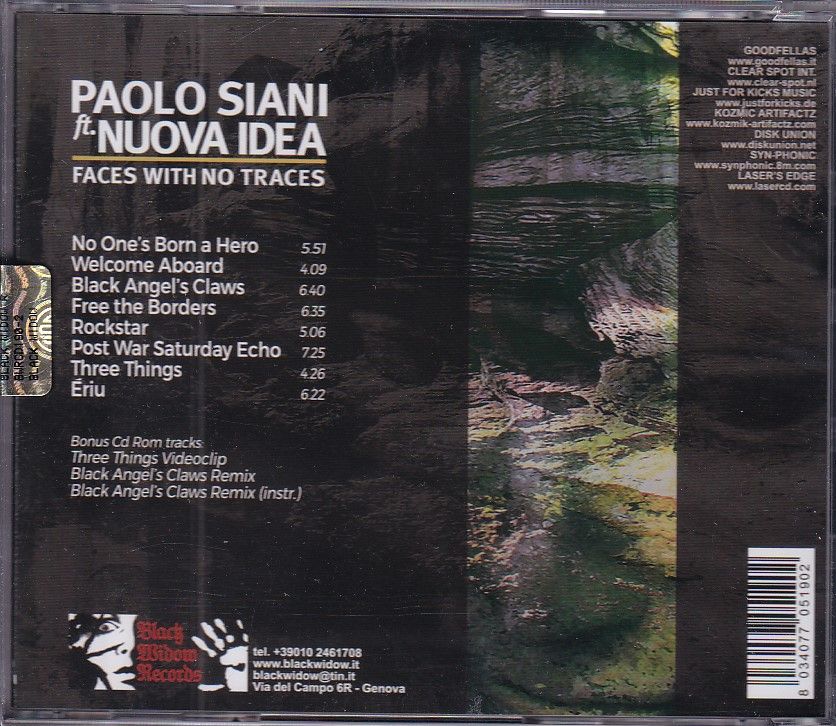 PAOLO SIANI
ft. NUOVA IDEA
FACES WITH NO TRACES
No One's Born a Hero 5.51
Welcome Aboard 4.09
Black Angel's Claws 6.40
Free the Borders 6.35
Rockstar 5.06
Post War Saturday Echo 7.25
Three Things 4.26
Ériu 6.22
Bonus Cd Rom tracks:
Three Things Videoclip
Black Angel's Claws Remix
Black Angel's Claws Remix (instr.)
GOODFELLAS
www.goodfellas.it
CLEAR SPOT INT.
www.clear-spot.nl
JUST FOR KICKS MUSIC
www.justforkicks.de
KOZMIC ARTIFACTZ
www.kozmik-artifactz.com
DISK UNION
www.diskunion.net
SYN-PHONIC
www.synphonic.8m.com
LASER'S EDGE
www.lasercd.com
Black
Widow
Records
tel. +39010 2461708
www.blackwidow.it
blackwidow@tin.it
Via del Campo 6R - Genova
8 034077 051902